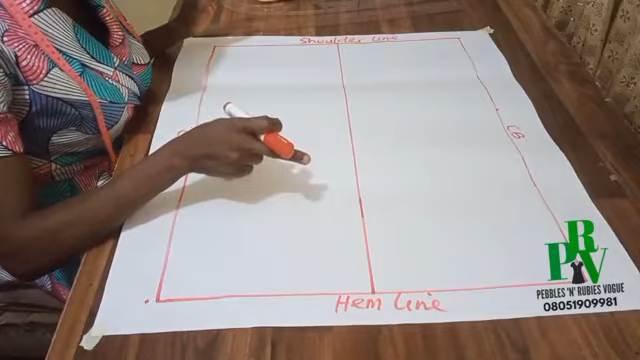 Shoulder Line
CB
Hem Line
PRV
PEBBLES 'N' RUBIES VOGUE
08051909981